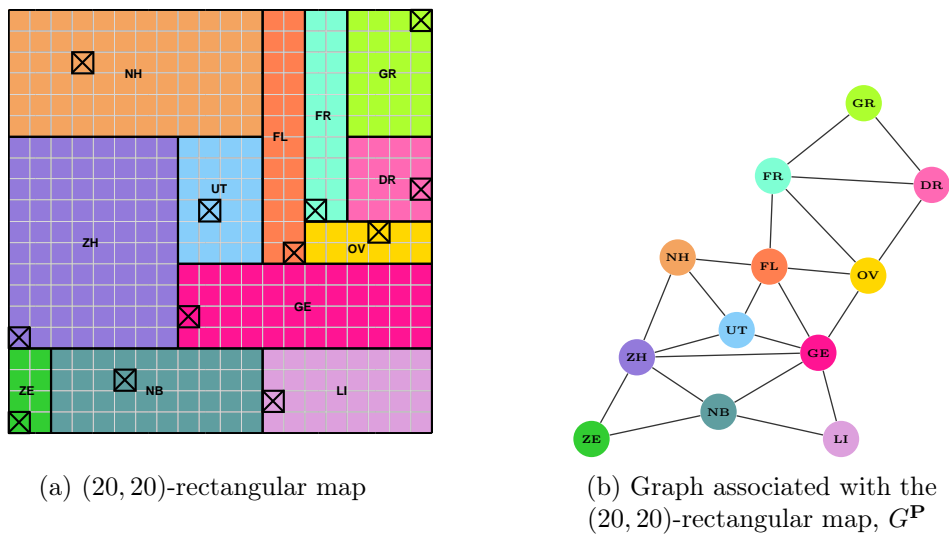 NH
GR
FR
FL
DR
UT
ZH
OV
GE
ZE
NB
LI
(a) (20, 20)-rectangular map
GR
FR
DR
NH
FL
OV
UT
ZH
GE
NB
ZE
LI
(b) Graph associated with the
(20, 20)-rectangular map, G^P